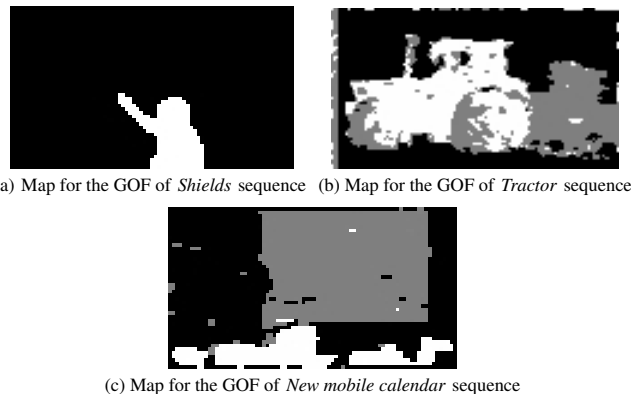 a) Map for the GOF of Shields sequence (b) Map for the GOF of Tractor sequence
(c) Map for the GOF of New mobile calendar sequence